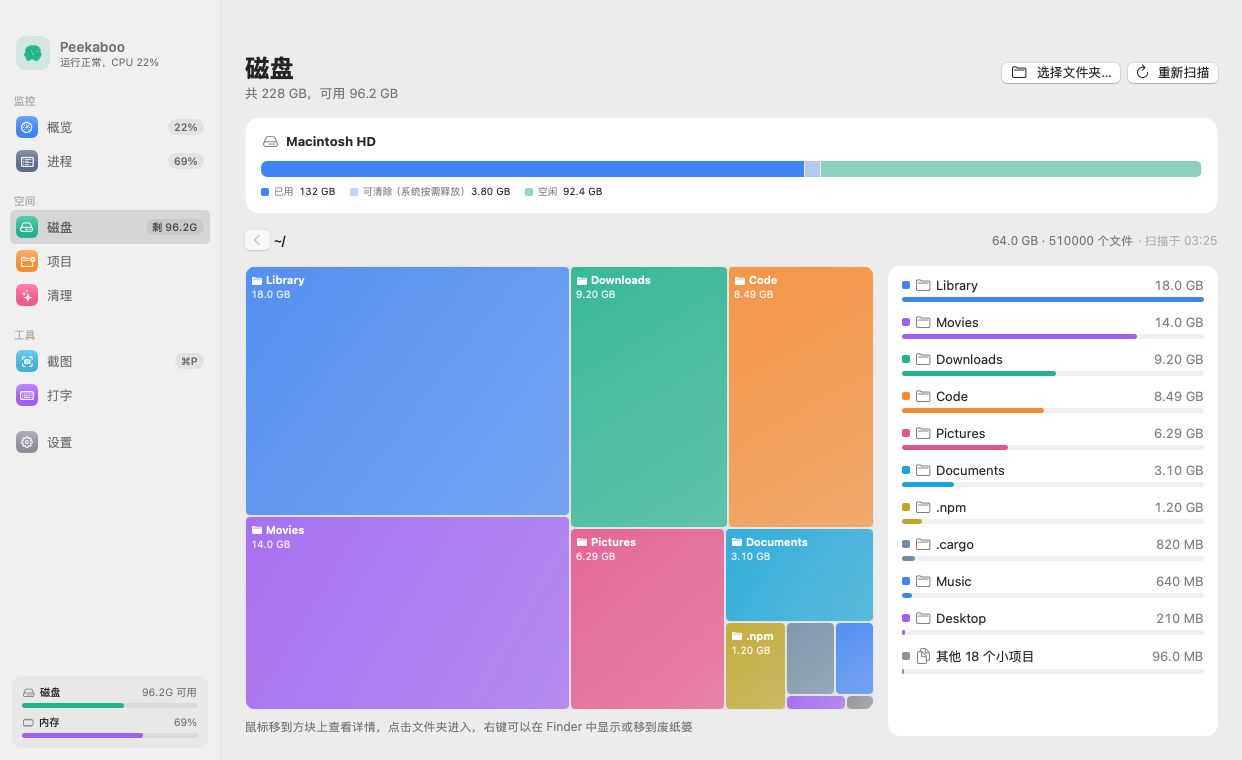 Peekaboo
运行正常，CPU 22%
监控
概览 22%
进程 69%
空间
磁盘 剩 96.2G
项目
清理
工具
截图 ⌘P
打字
设置
磁盘 96.2G 可用
内存 69%
磁盘
共 228 GB，可用 96.2 GB
选择文件夹...
重新扫描
Macintosh HD
已用 132 GB 可清除（系统按需释放） 3.80 GB 空闲 92.4 GB
~/
64.0 GB · 510000 个文件 · 扫描于 03:25
Library
18.0 GB
Downloads
9.20 GB
Code
8.49 GB
Movies
14.0 GB
Pictures
6.29 GB
Documents
3.10 GB
.npm
1.20 GB
鼠标移到方块上查看详情，点击文件夹进入，右键可以在 Finder 中显示或移到废纸篓
Library 18.0 GB
Movies 14.0 GB
Downloads 9.20 GB
Code 8.49 GB
Pictures 6.29 GB
Documents 3.10 GB
.npm 1.20 GB
.cargo 820 MB
Music 640 MB
Desktop 210 MB
其他 18 个小项目 96.0 MB